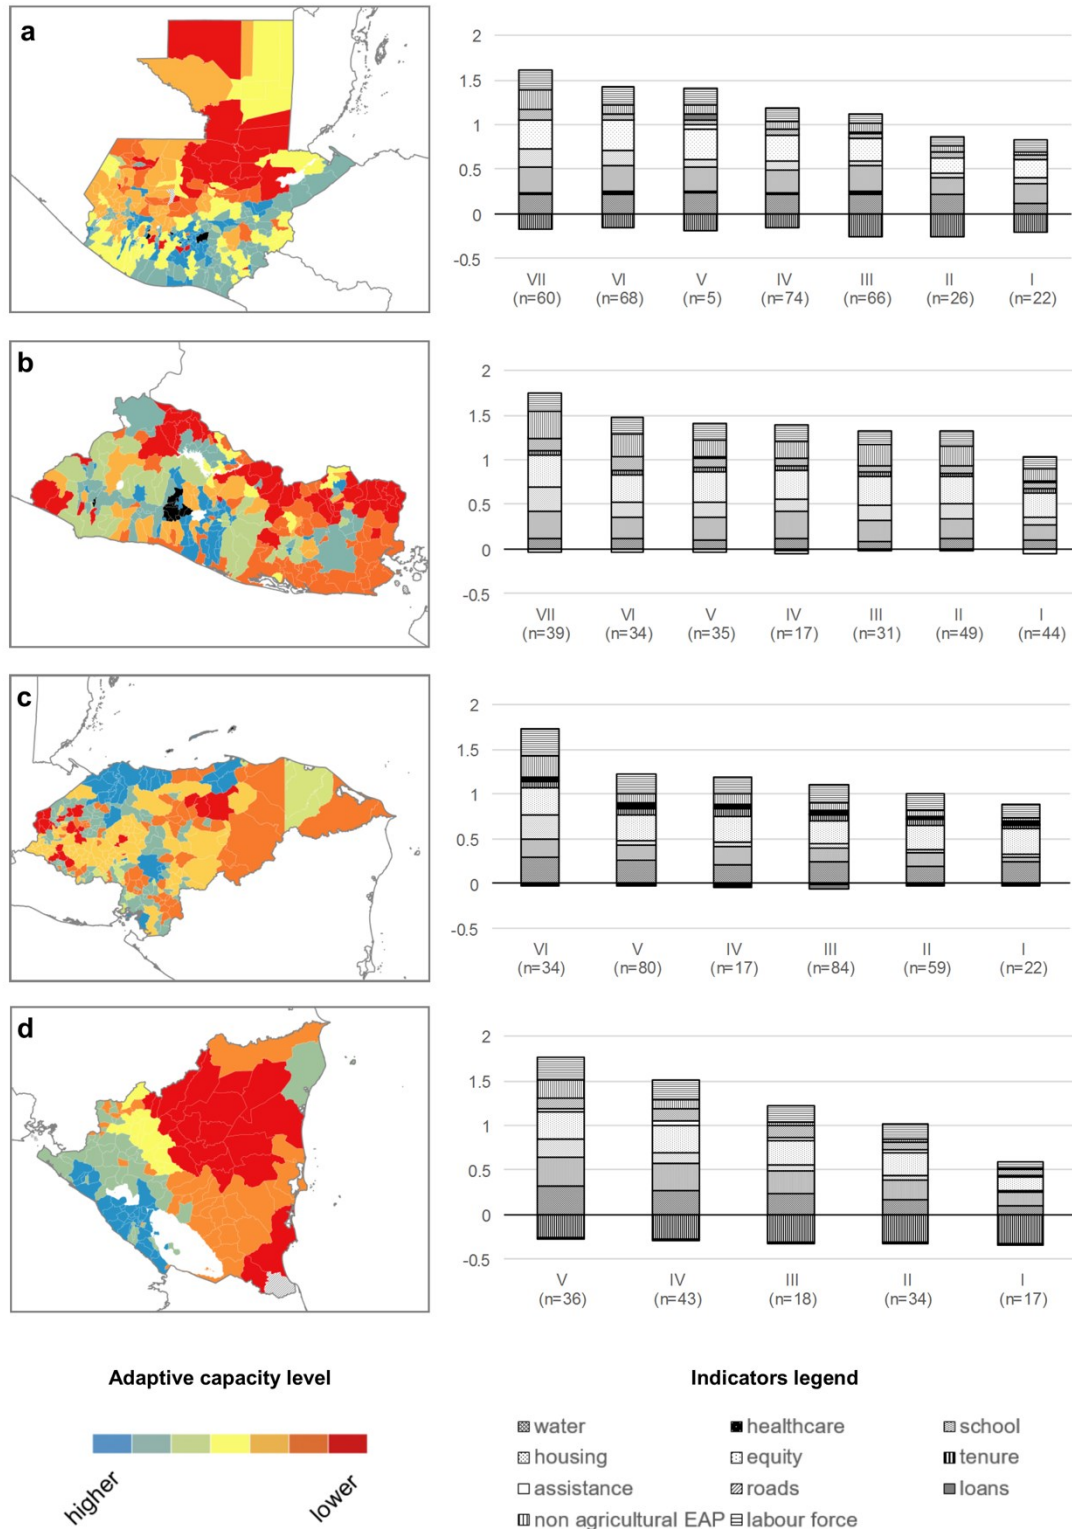 a
2
1.5
1
0.5
0
-0.5
VII VI V IV III II I
(n=60) (n=68) (n=5) (n=74) (n=66) (n=26) (n=22)
b
2
1.5
1
0.5
0
-0.5
VII VI V IV III II I
(n=39) (n=34) (n=35) (n=17) (n=31) (n=49) (n=44)
c
2
1.5
1
0.5
0
-0.5
VI V IV III II I
(n=34) (n=80) (n=17) (n=84) (n=59) (n=22)
d
2
1.5
1
0.5
0
-0.5
V IV III II I
(n=36) (n=43) (n=18) (n=34) (n=17)
Adaptive capacity level
higher lower
Indicators legend
water healthcare school
housing equity tenure
assistance roads loans
non agricultural EAP labour force